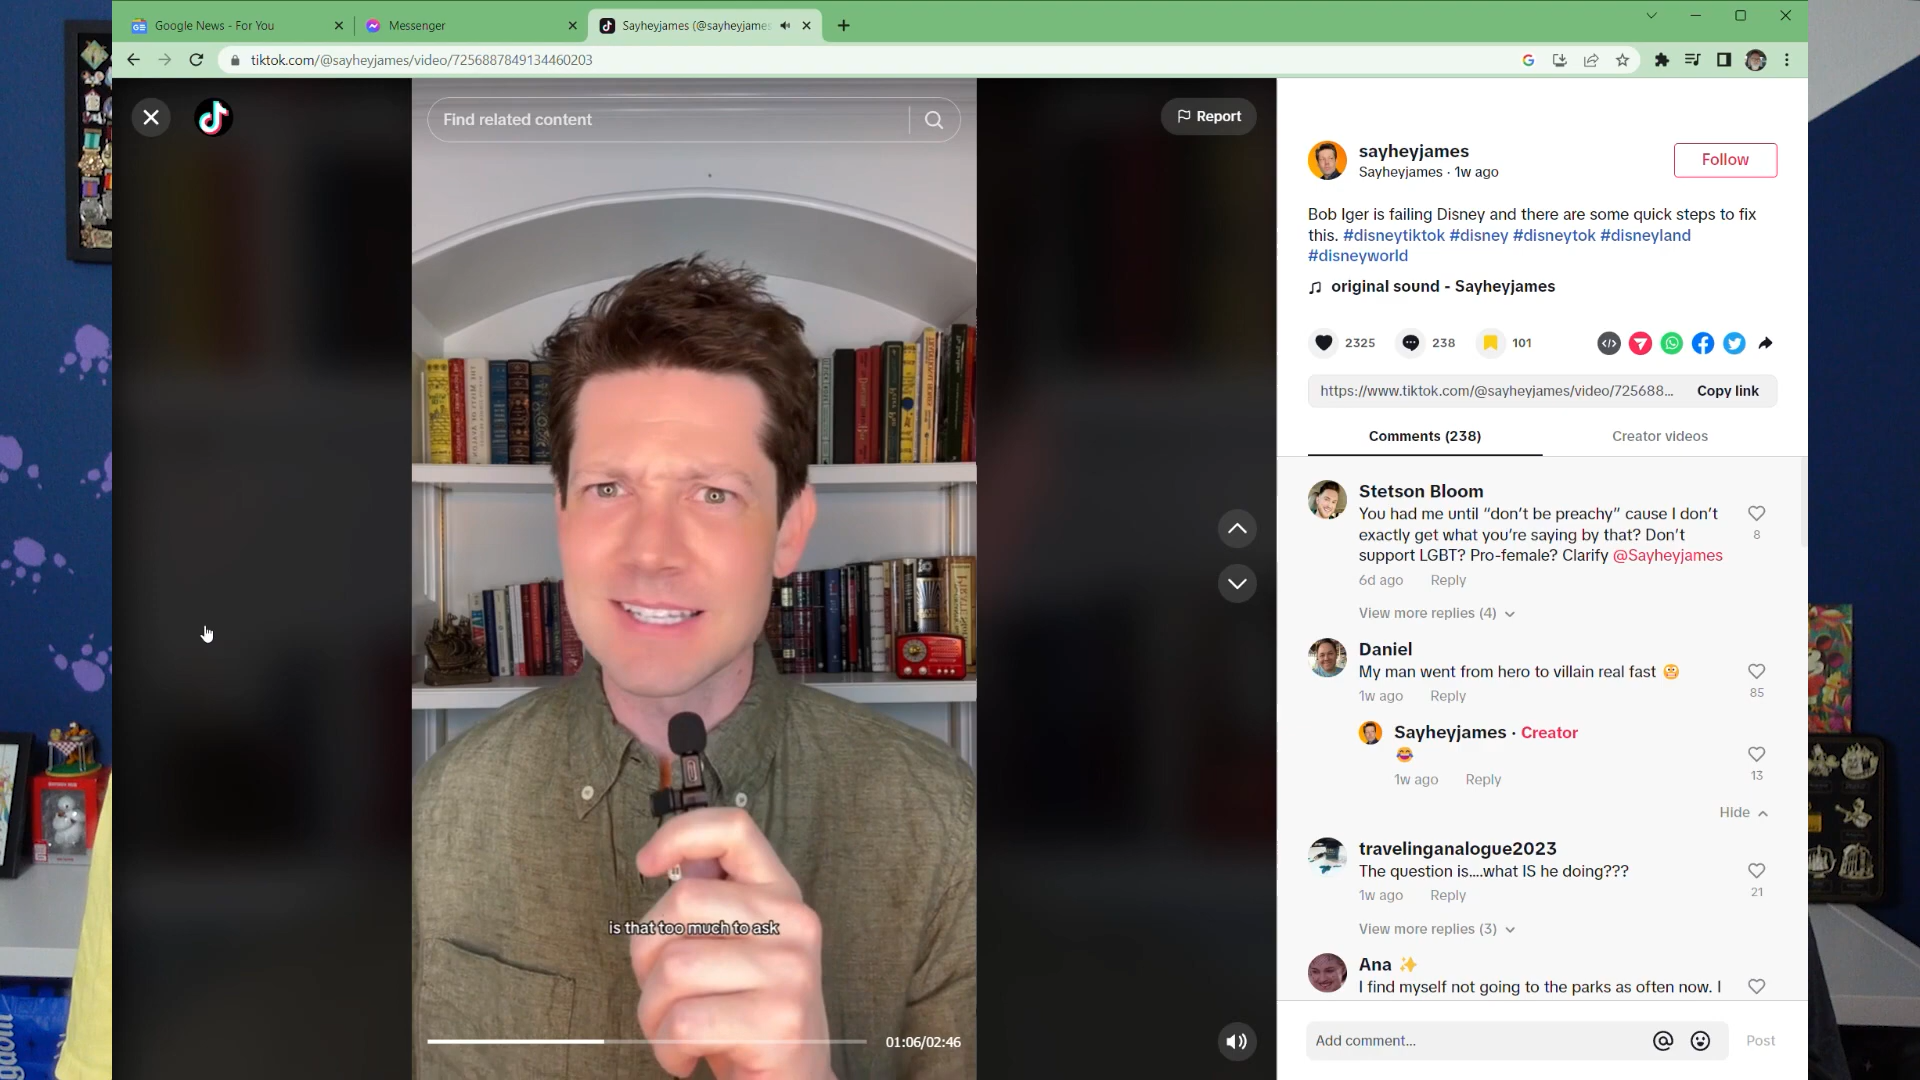 Google News - For You
Messenger
Sayheyjames (@sayheyjames
tiktok.com/@sayheyjames/video/7256887849134460203
Find related content
Report
sayheyjames
Sayheyjames · 1w ago
Follow
Bob Iger is failing Disney and there are some quick steps to fix
this. #disneytiktok #disney #disneytok #disneyland
#disneyworld
original sound - Sayheyjames
2325
238
101
https://www.tiktok.com/@sayheyjames/video/725688...
Copy link
Comments (238)
Creator videos
Stetson Bloom
You had me until “don’t be preachy” cause I don’t
exactly get what you’re saying by that? Don’t
support LGBT? Pro-female? Clarify @Sayheyjames
8
6d ago
Reply
View more replies (4)
Daniel
My man went from hero to villain real fast
85
1w ago
Reply
Sayheyjames · Creator
😂
13
1w ago
Reply
Hide
travelinganalogue2023
The question is....what IS he doing???
21
1w ago
Reply
View more replies (3)
Ana ✨
I find myself not going to the parks as often now. I
is that too much to ask
01:06/02:46
Add comment...
Post